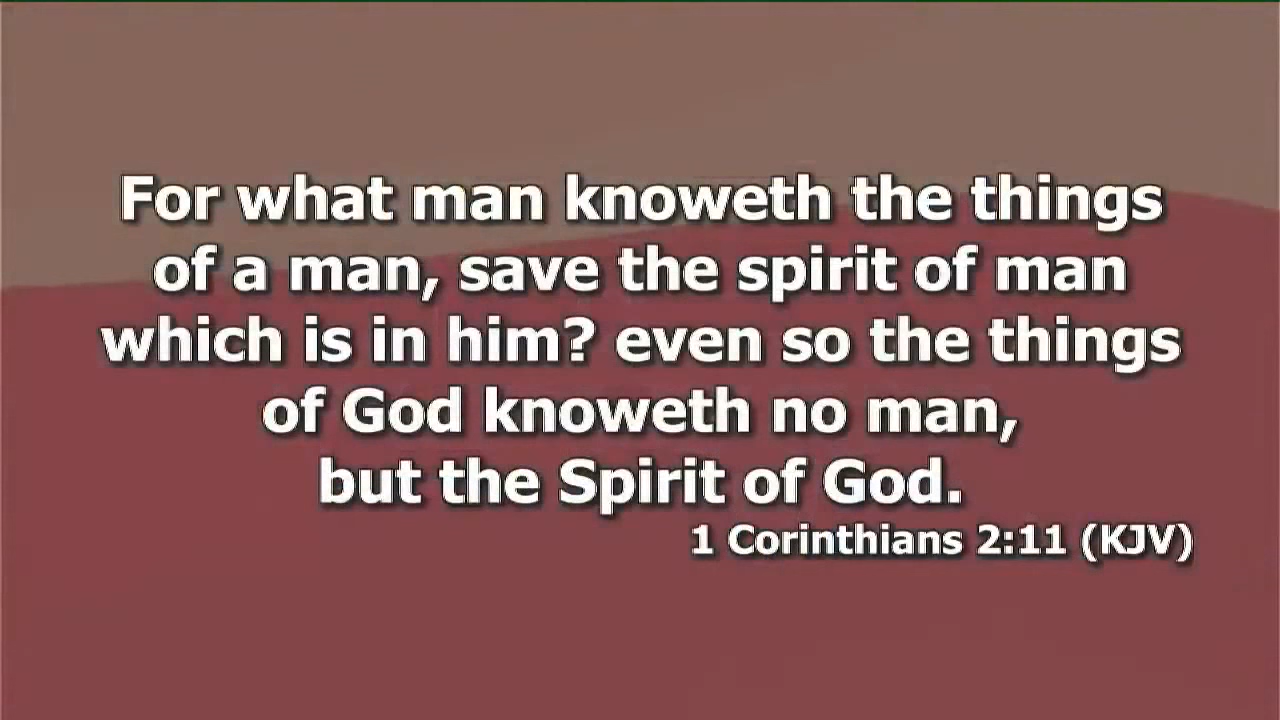 For what man knoweth the things
of a man, save the spirit of man
which is in him? even so the things
of God knoweth no man,
but the Spirit of God.
1 Corinthians 2:11 (KJV)